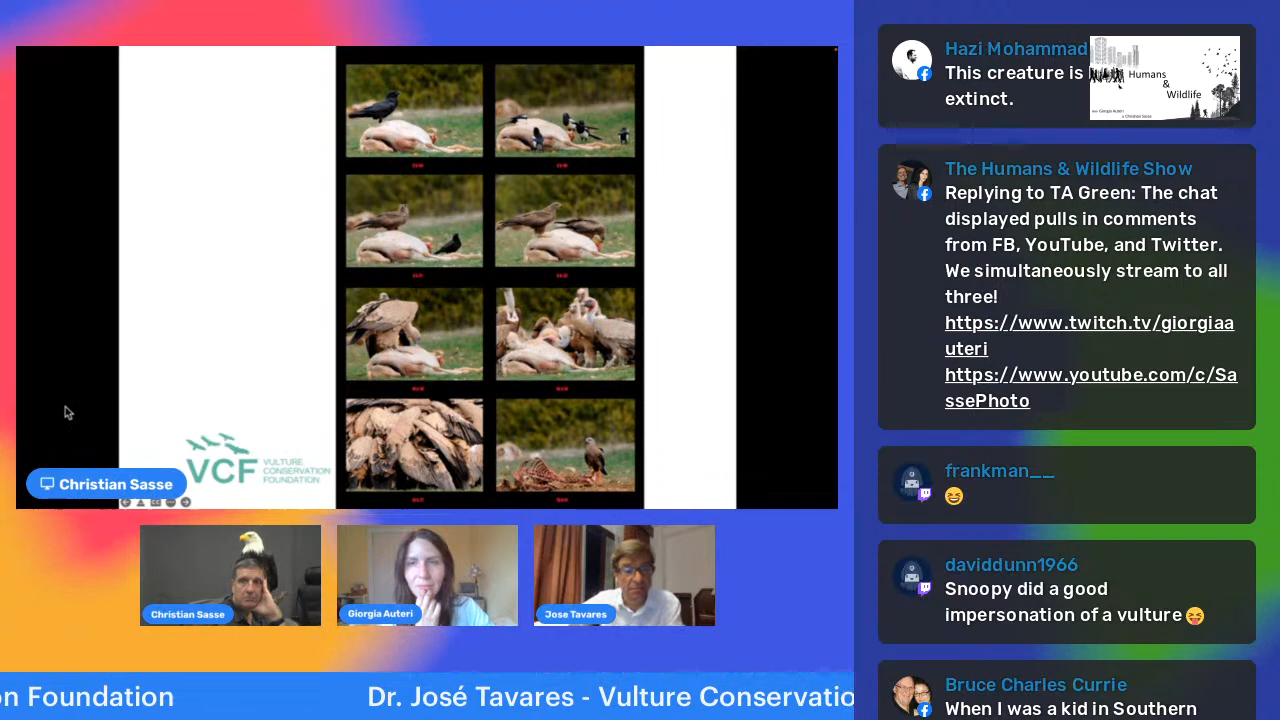 Hazi Mohammad
This creature is
extinct.
Humans
&
Wildlife
The Humans & Wildlife Show
Replying to TA Green: The chat
displayed pulls in comments
from FB, YouTube, and Twitter.
We simultaneously stream to all
three!
https://www.twitch.tv/giorgiaa
uteri
https://www.youtube.com/c/Sa
ssePhoto
frankman__
daviddunn1966
Snoopy did a good
impersonation of a vulture
Bruce Charles Currie
When I was a kid in Southern
VCF
VULTURE
CONSERVATION
FOUNDATION
Christian Sasse
Christian Sasse
Giorgia Auteri
Jose Tavares
on Foundation
Dr. José Tavares - Vulture Conservatio